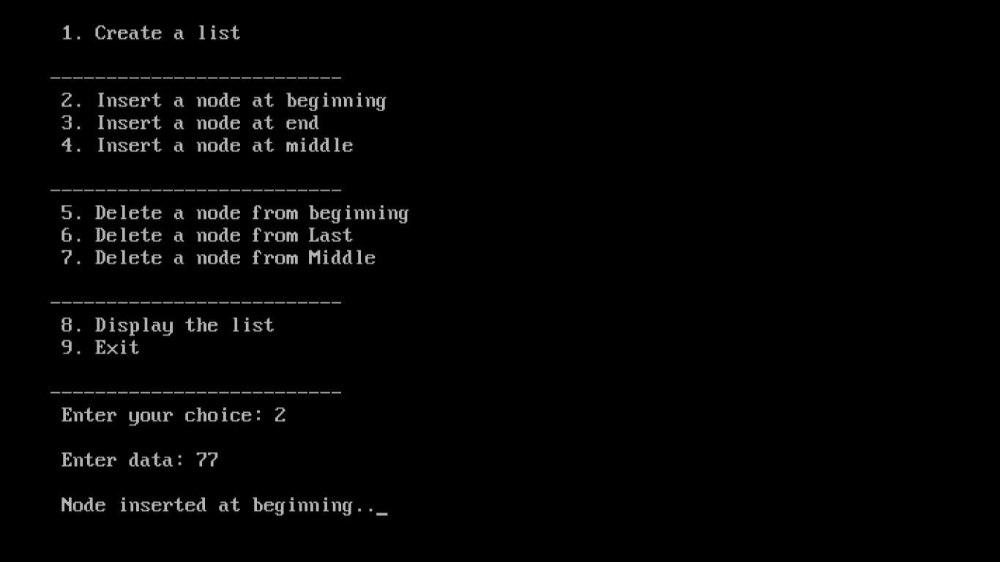 1. Create a list
--------------------------
2. Insert a node at beginning
3. Insert a node at end
4. Insert a node at middle
--------------------------
5. Delete a node from beginning
6. Delete a node from Last
7. Delete a node from Middle
--------------------------
8. Display the list
9. Exit
--------------------------
Enter your choice: 2
Enter data: 77
Node inserted at beginning.._